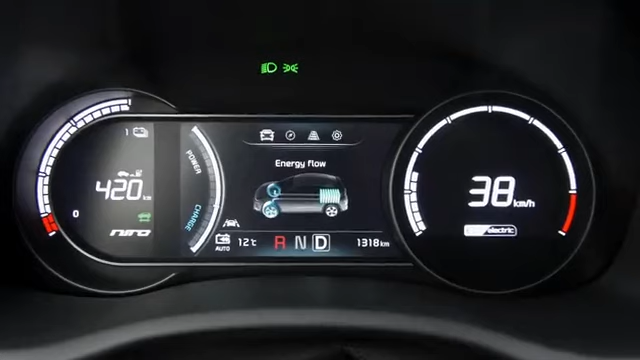 1
420 km
0
NIRO
POWER
CHARGE
Energy flow
AUTO
12°C
R N D
1318 km
38 km/h
electric